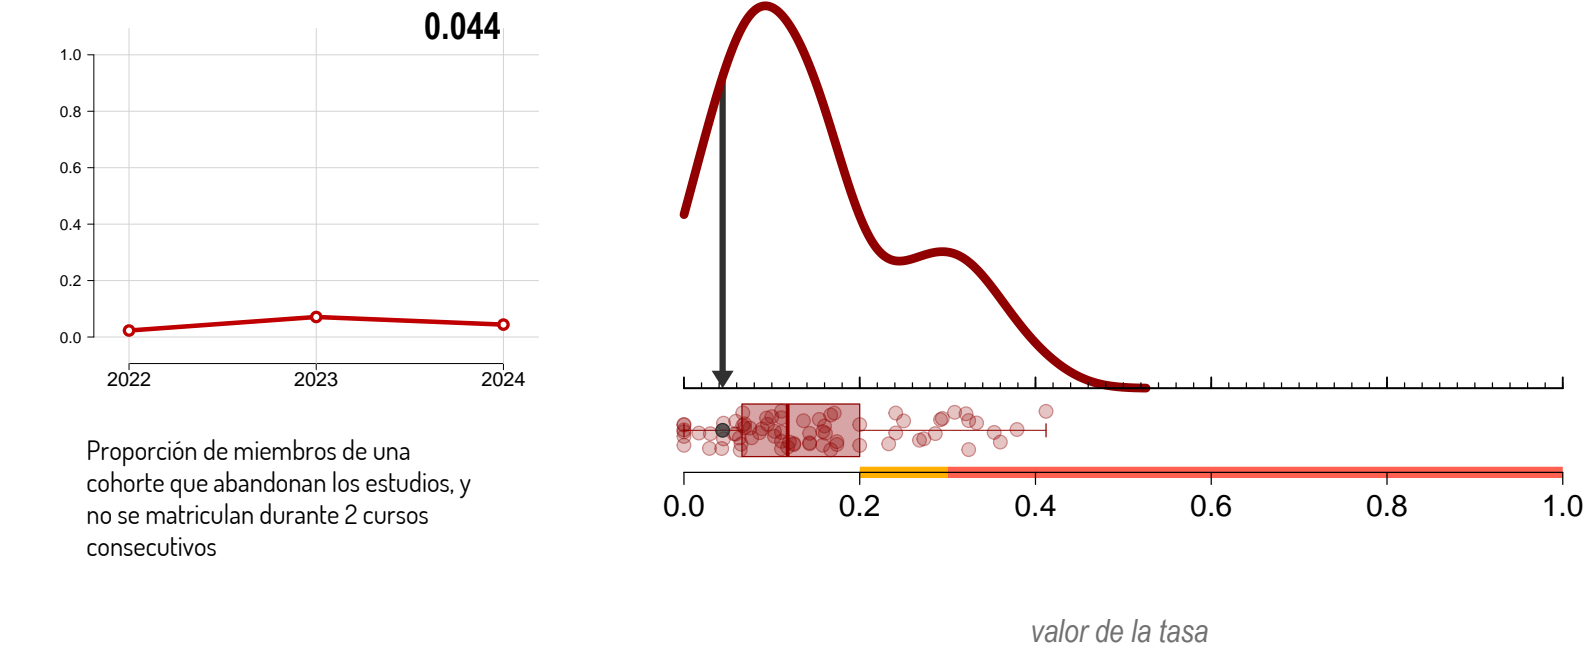 0.044
1.0
0.8
0.6
0.4
0.2
0.0
2022 2023 2024
Proporción de miembros de una
cohorte que abandonan los estudios, y
no se matriculan durante 2 cursos
consecutivos
0.0 0.2 0.4 0.6 0.8 1.0
valor de la tasa